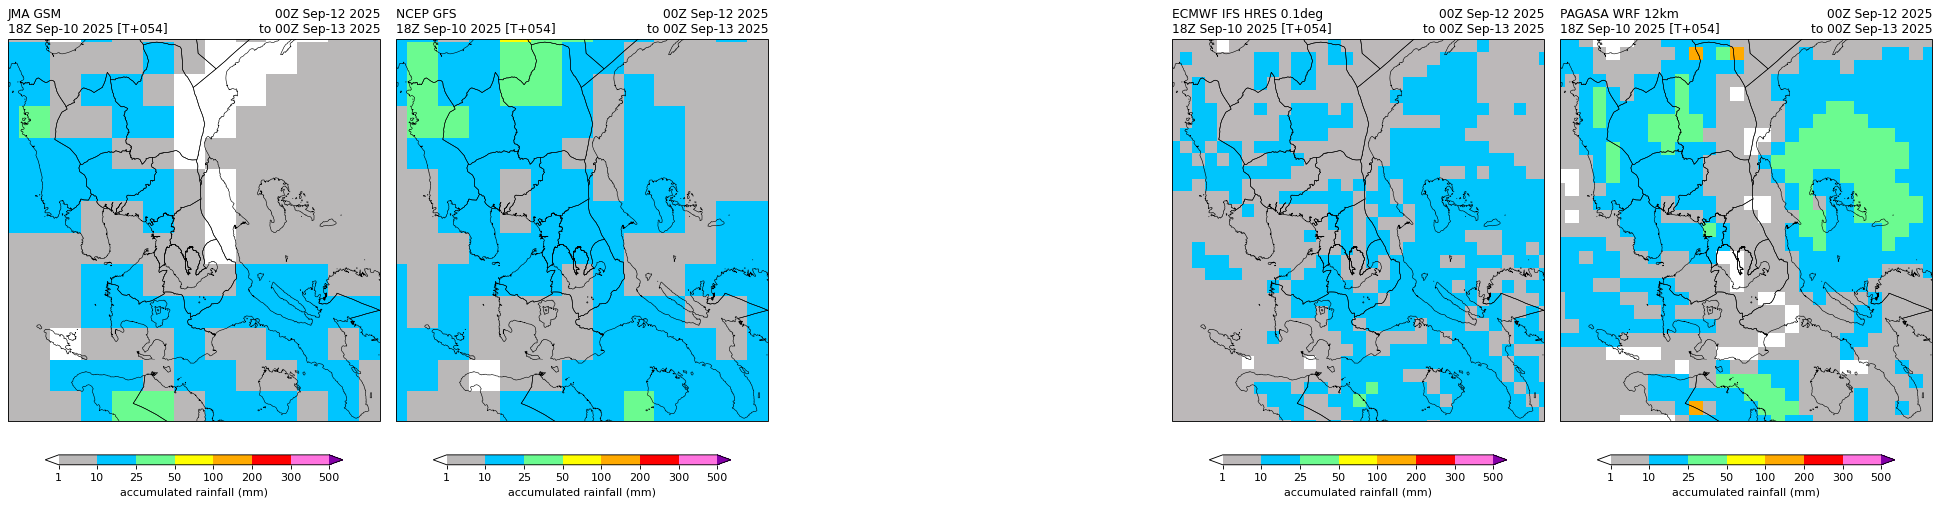 JMA GSM 00Z Sep-12 2025
18Z Sep-10 2025 [T+054] to 00Z Sep-13 2025
NCEP GFS 00Z Sep-12 2025
18Z Sep-10 2025 [T+054] to 00Z Sep-13 2025
ECMWF IFS HRES 0.1deg 00Z Sep-12 2025
18Z Sep-10 2025 [T+054] to 00Z Sep-13 2025
PAGASA WRF 12km 00Z Sep-12 2025
18Z Sep-10 2025 [T+054] to 00Z Sep-13 2025
1 10 25 50 100 200 300 500
accumulated rainfall (mm)
1 10 25 50 100 200 300 500
accumulated rainfall (mm)
1 10 25 50 100 200 300 500
accumulated rainfall (mm)
1 10 25 50 100 200 300 500
accumulated rainfall (mm)